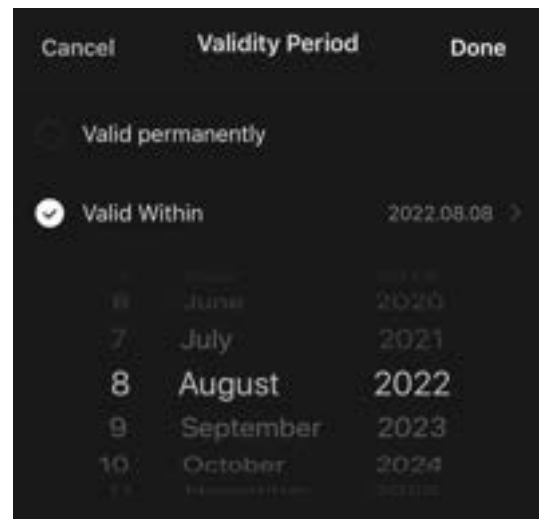 Cancel Validity Period Done
Valid permanently
Valid Within 2022.08.08 >
6 June 2020
7 July 2021
8 August 2022
9 September 2023
10 October 2024